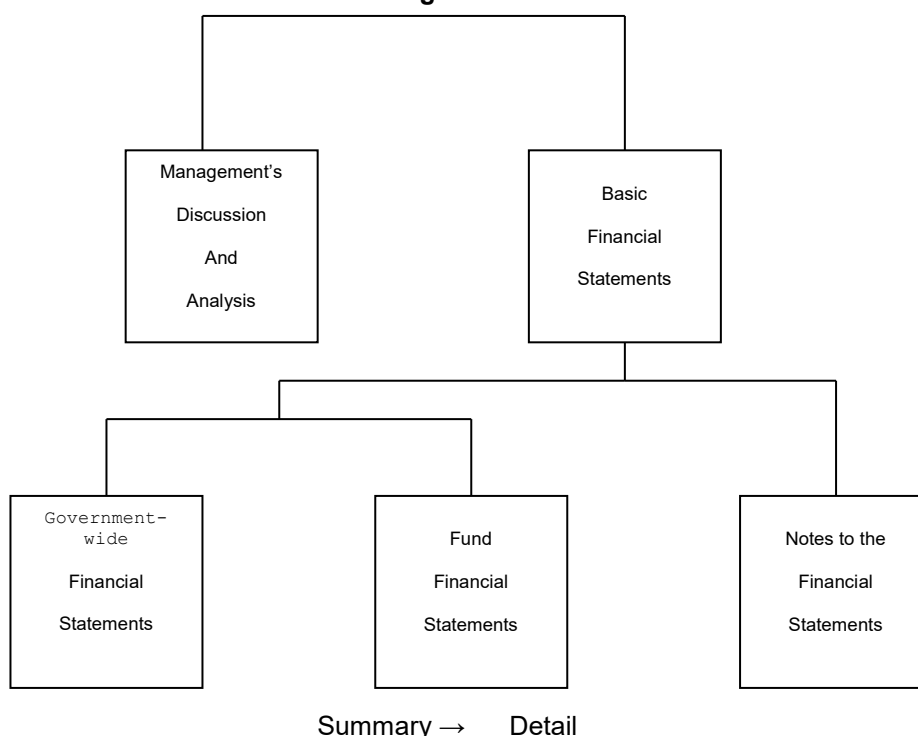 Management's
Discussion
And
Analysis
Basic
Financial
Statements
Government-
wide
Financial
Statements
Fund
Financial
Statements
Notes to the
Financial
Statements
Summary → Detail